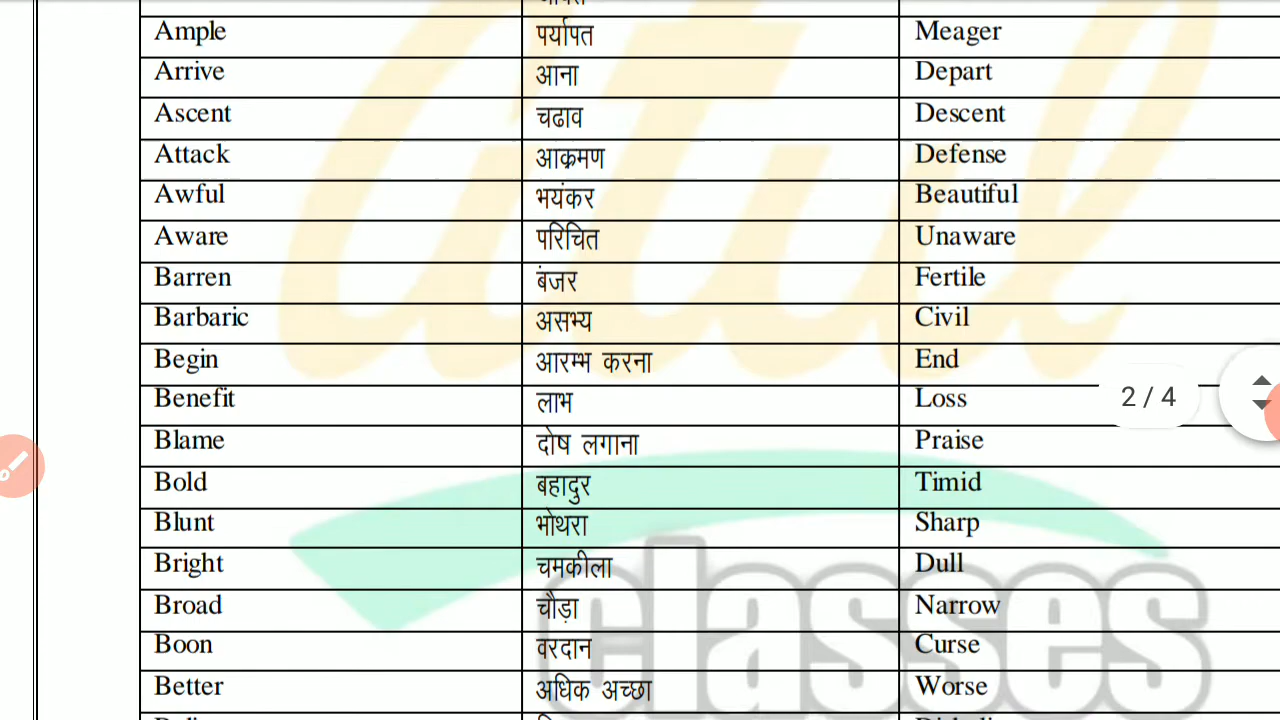 Ample पर्यापत Meager
Arrive आना Depart
Ascent चढाव Descent
Attack आक्रमण Defense
Awful भयंकर Beautiful
Aware परिचित Unaware
Barren बंजर Fertile
Barbaric असभ्य Civil
Begin आरम्भ करना End
Benefit लाभ Loss
2 / 4
Blame दोष लगाना Praise
Bold बहादुर Timid
Blunt भोथरा Sharp
Bright चमकीला Dull
Broad चौड़ा Narrow
Boon वरदान Curse
Better अधिक अच्छा Worse
classes